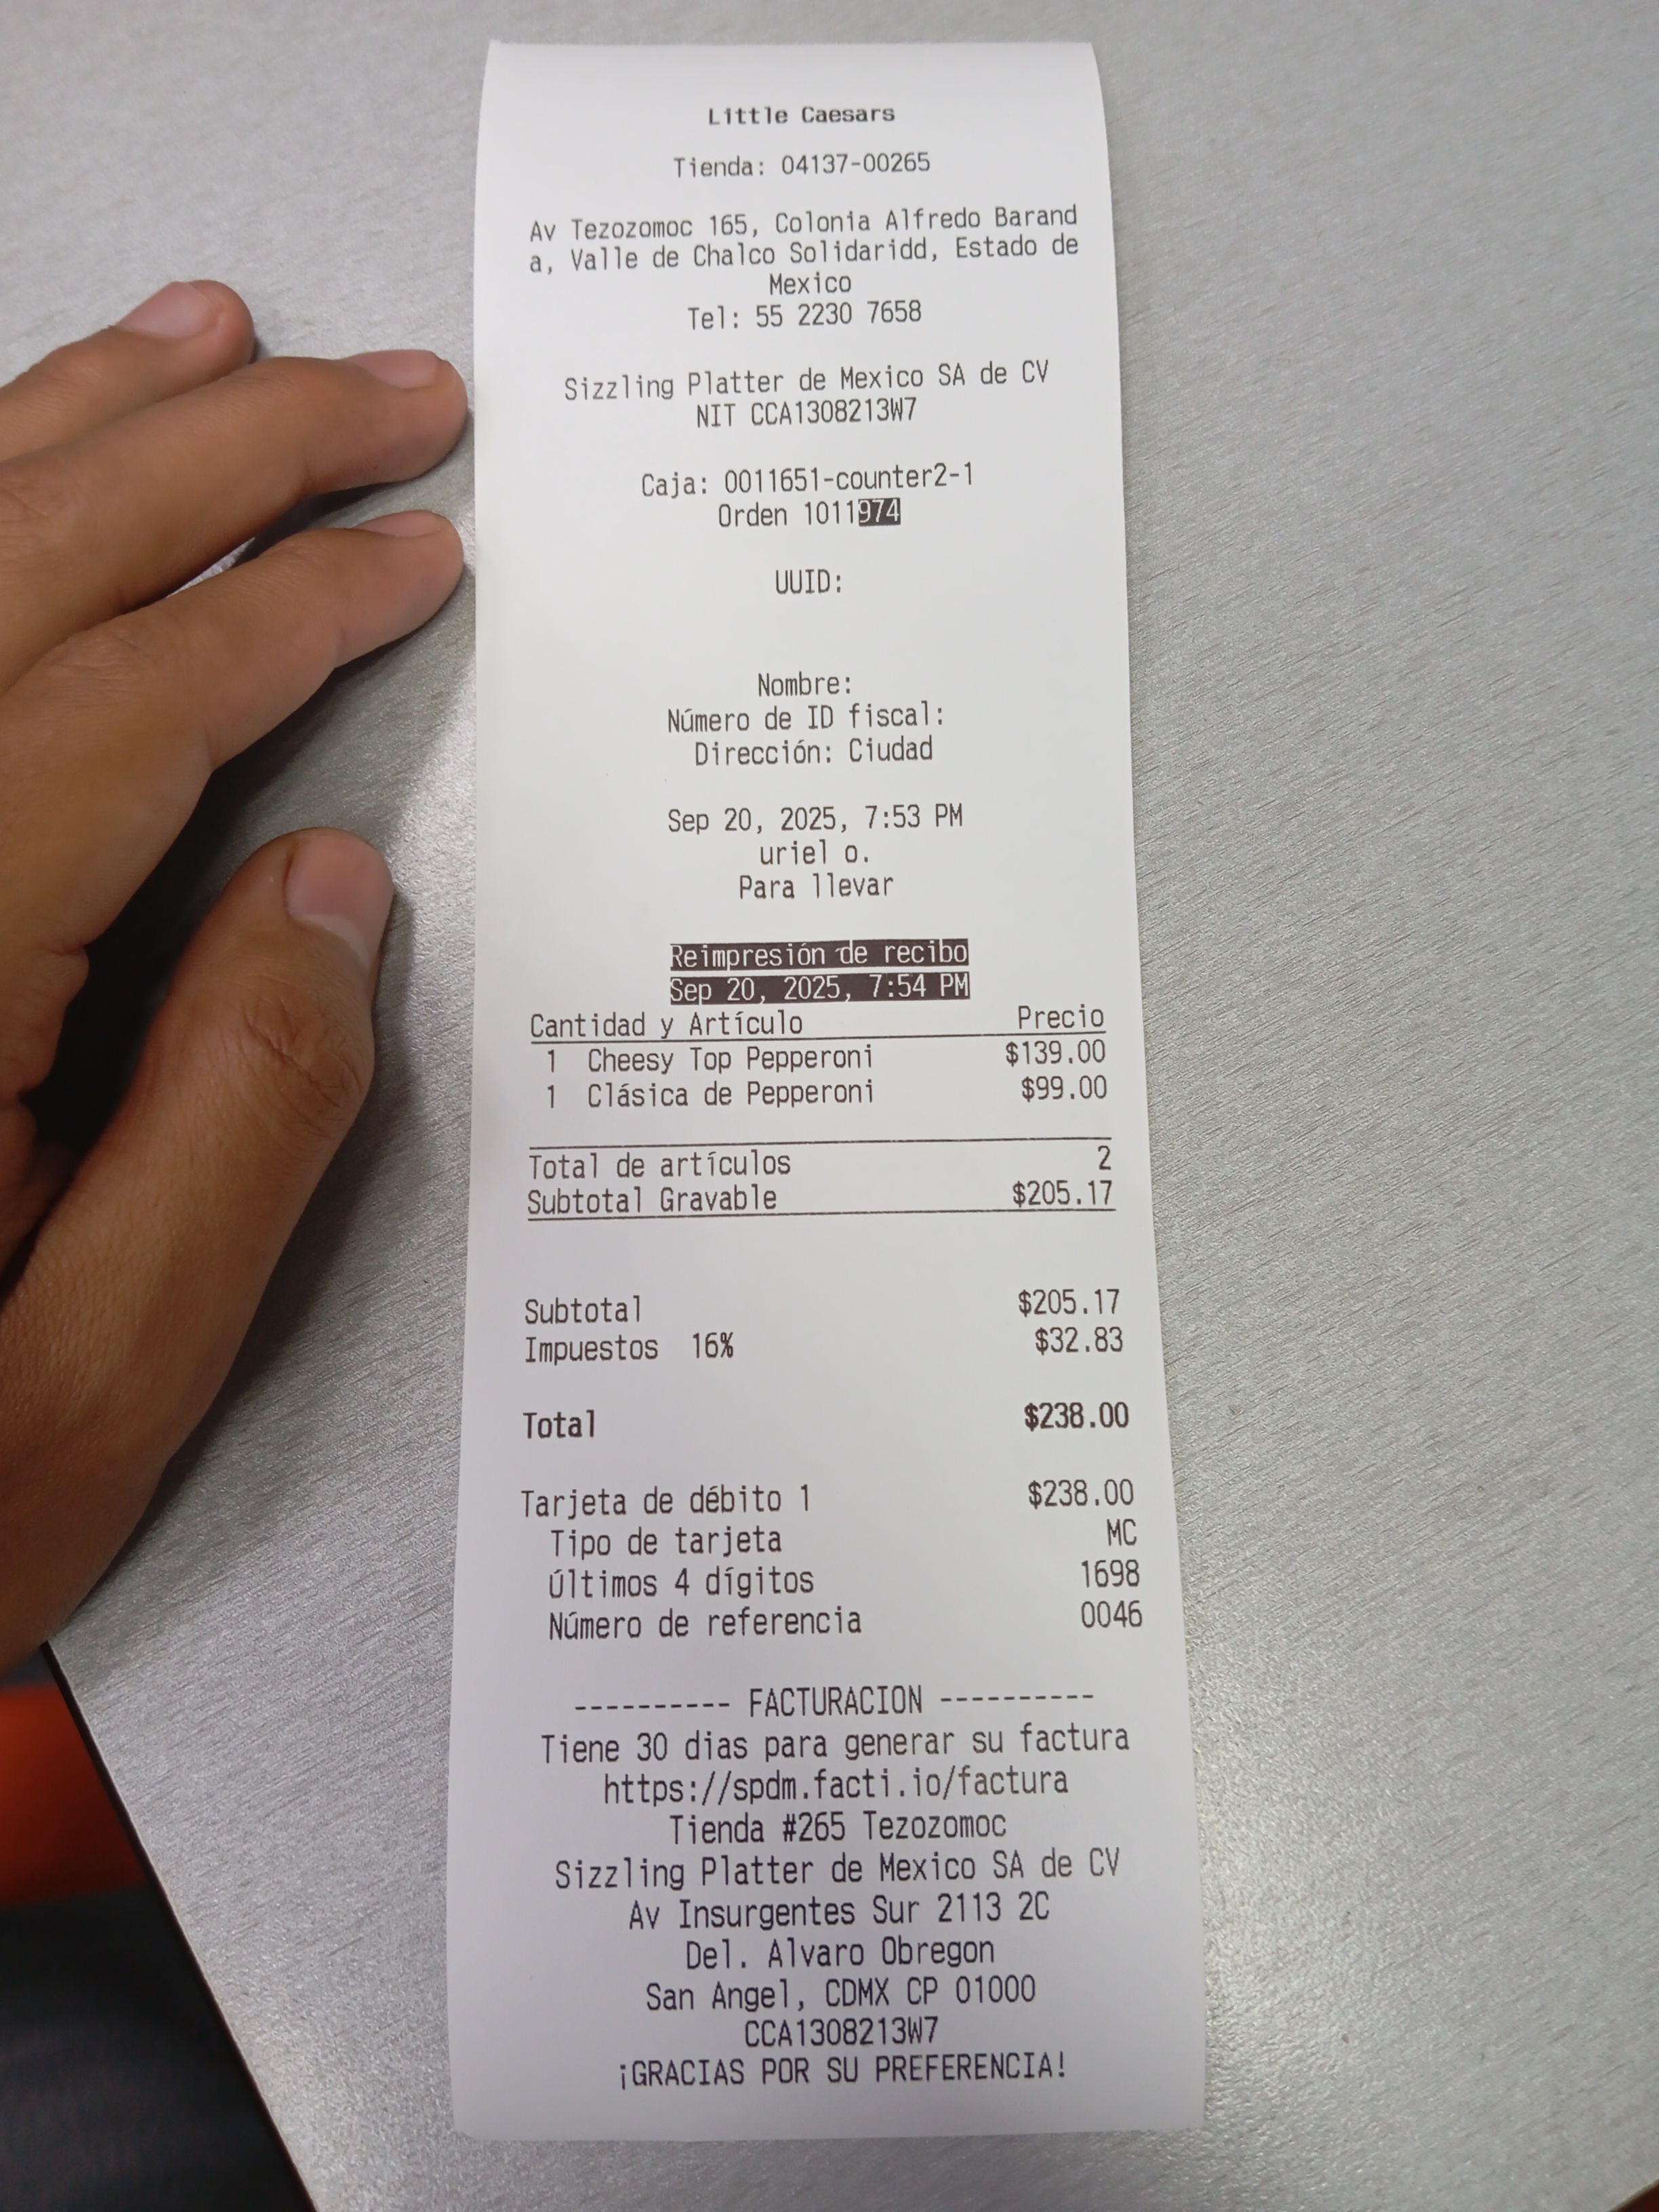 Little Caesars
Tienda: 04137-00265
Av Tezozomoc 165, Colonia Alfredo Barand
a, Valle de Chalco Solidaridd, Estado de
Mexico
Tel: 55 2230 7658
Sizzling Platter de Mexico SA de CV
NIT CCA1308213W7
Caja: 0011651-counter2-1
Orden 1011974
UUID:
Nombre:
Número de ID fiscal:
Dirección: Ciudad
Sep 20, 2025, 7:53 PM
uriel o.
Para llevar
Reimpresión de recibo
Sep 20, 2025, 7:54 PM
Cantidad y Artículo Precio
1 Cheesy Top Pepperoni $139.00
1 Clásica de Pepperoni $99.00
Total de artículos 2
Subtotal Gravable $205.17
Subtotal $205.17
Impuestos 16% $32.83
Total $238.00
Tarjeta de débito 1 $238.00
Tipo de tarjeta MC
Últimos 4 dígitos 1698
Número de referencia 0046
---------- FACTURACION ----------
Tiene 30 dias para generar su factura
https://spdm.facti.io/factura
Tienda #265 Tezozomoc
Sizzling Platter de Mexico SA de CV
Av Insurgentes Sur 2113 2C
Del. Alvaro Obregon
San Angel, CDMX CP 01000
CCA1308213W7
¡GRACIAS POR SU PREFERENCIA!